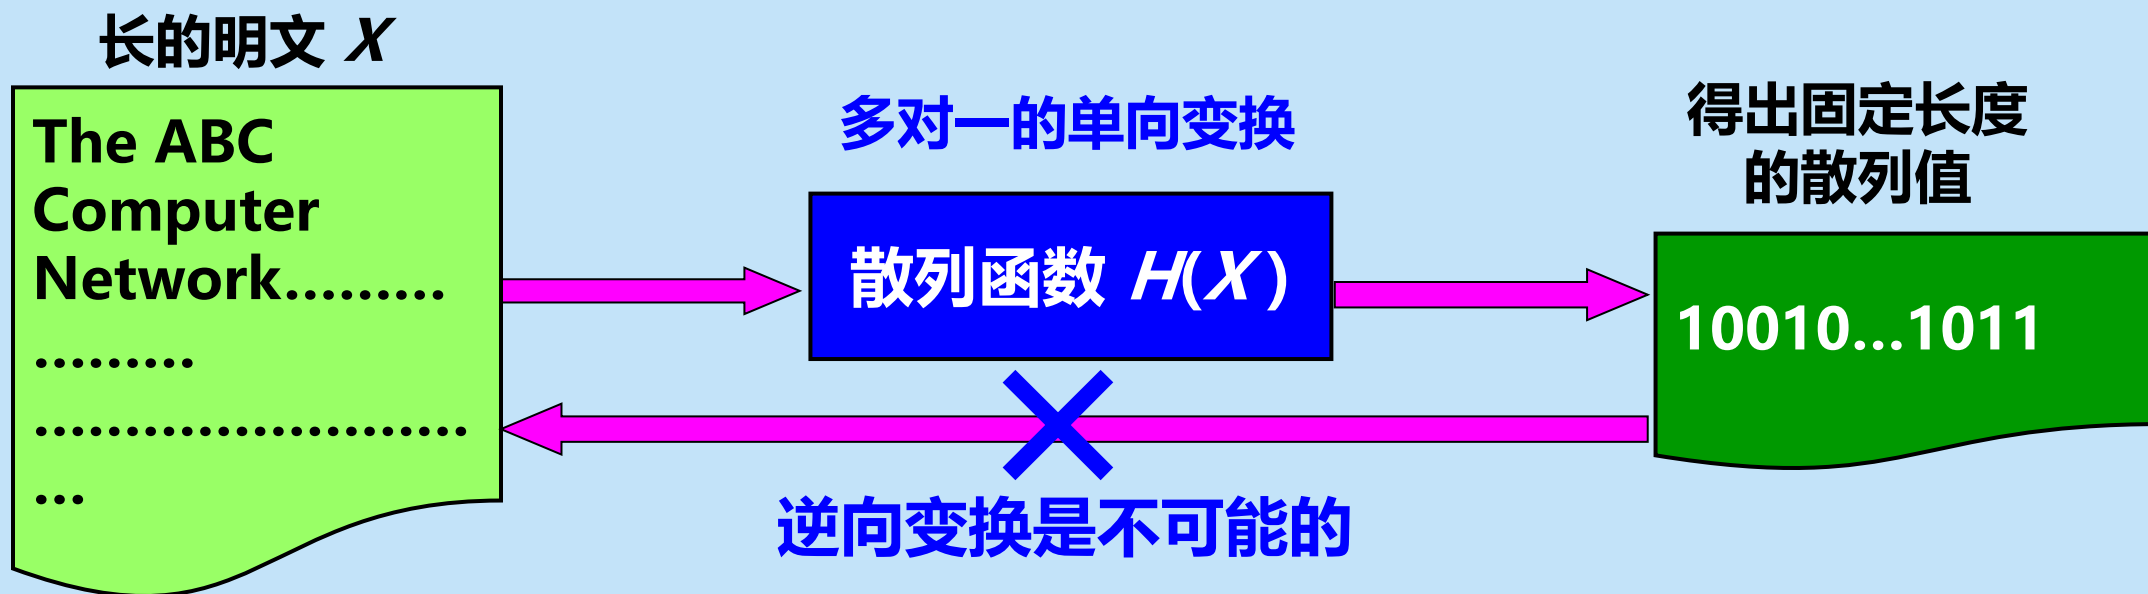 长的明文 X
The ABC
Computer
Network.........
.........
........................
...
多对一的单向变换
散列函数 H(X)
逆向变换是不可能的
得出固定长度
的散列值
10010...1011